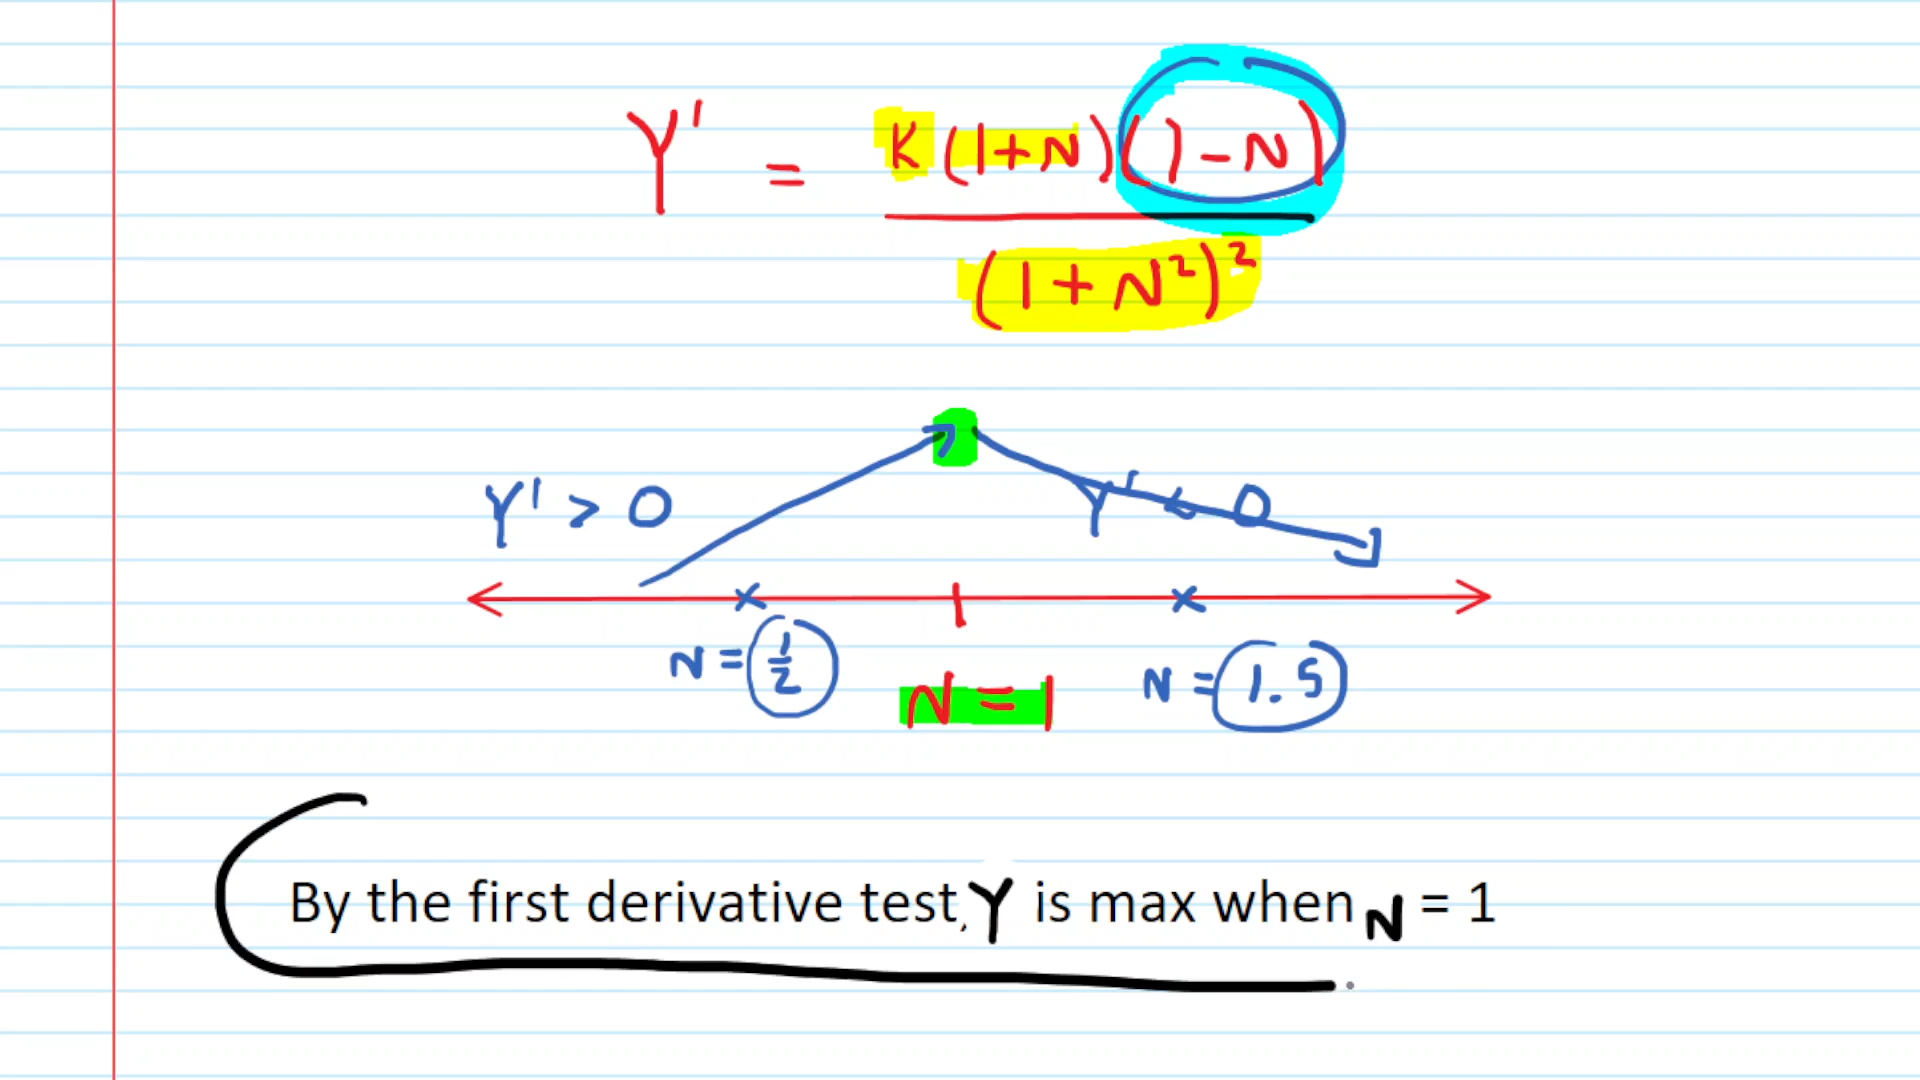 Y' = K(1+N)(1-N)
(1+N²)²
Y' > 0 Y' < 0
N = 1/2 N = 1 N = 1.5
By the first derivative test, Y is max when N = 1